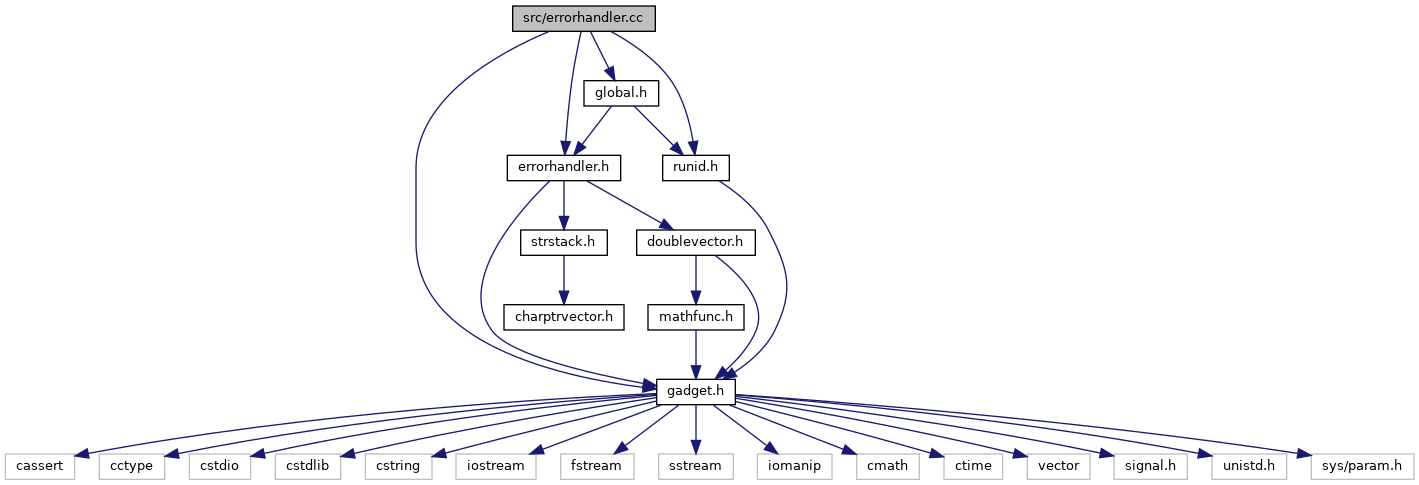 src/errorhandler.cc
global.h
errorhandler.h
runid.h
strstack.h
doublevector.h
charptrvector.h
mathfunc.h
gadget.h
cassert
cctype
cstdio
cstdlib
cstring
iostream
fstream
sstream
iomanip
cmath
ctime
vector
signal.h
unistd.h
sys/param.h